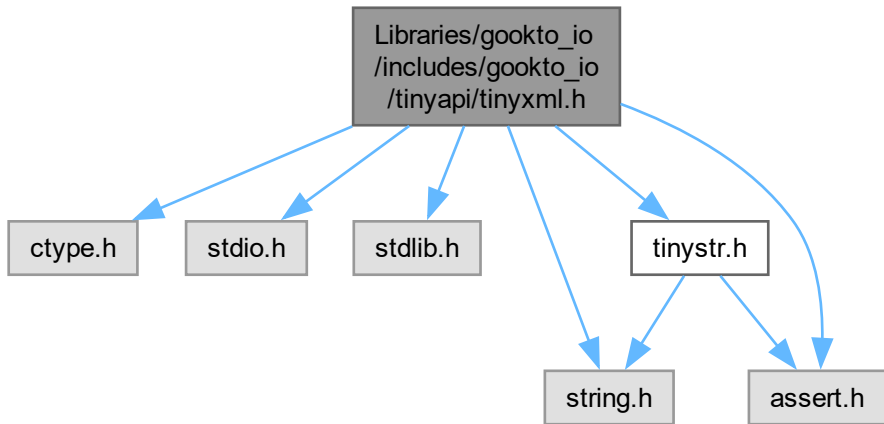 Libraries/gookto_io
/includes/gookto_io
/tinyapi/tinyxml.h
ctype.h
stdio.h
stdlib.h
tinystr.h
string.h
assert.h